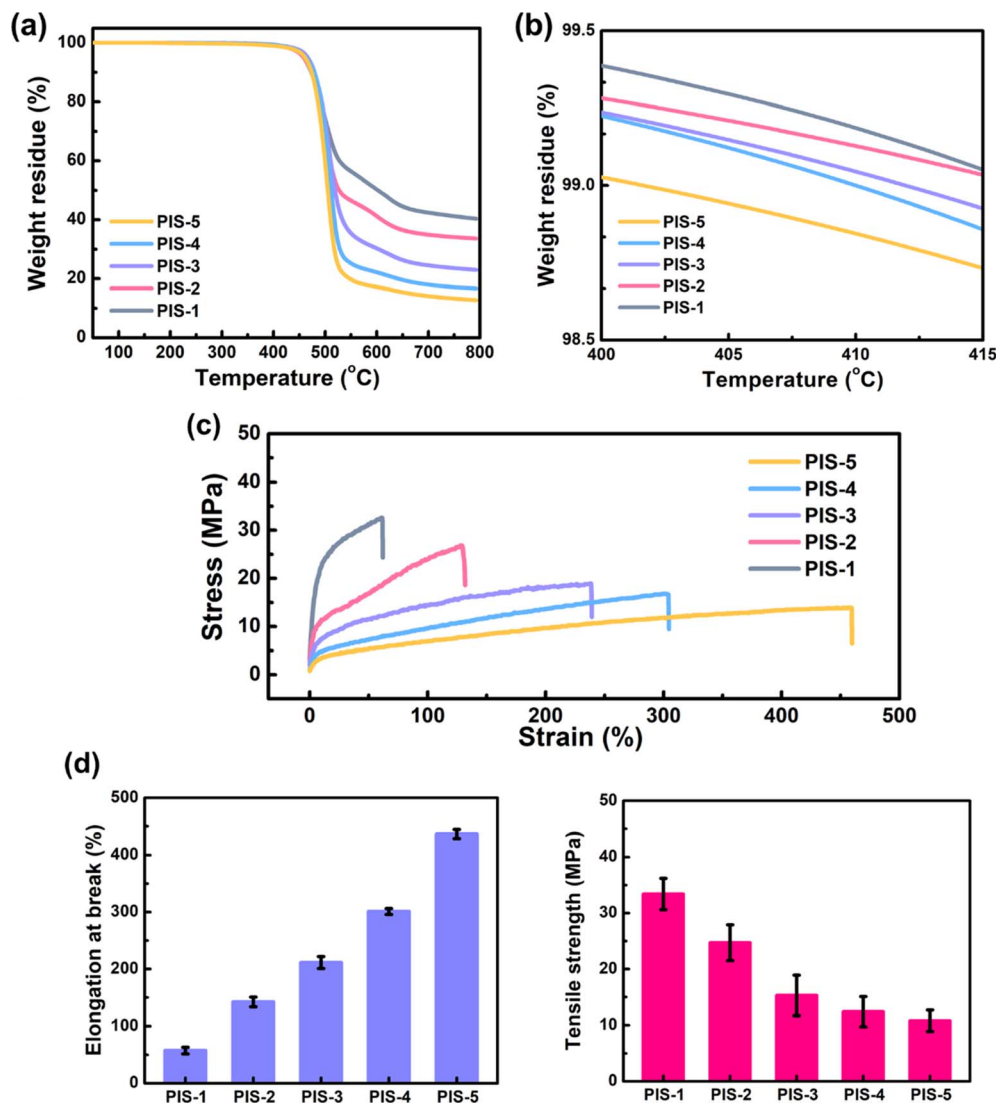 (a)
100
80
60
40
20
0
Weight residue (%)
PIS-5
PIS-4
PIS-3
PIS-2
PIS-1
100 200 300 400 500 600 700 800
Temperature (°C)
(b)
99.5
99.0
98.5
Weight residue (%)
PIS-5
PIS-4
PIS-3
PIS-2
PIS-1
400 405 410 415
Temperature (°C)
(c)
50
40
30
20
10
0
Stress (MPa)
PIS-5
PIS-4
PIS-3
PIS-2
PIS-1
0 100 200 300 400 500
Strain (%)
(d)
500
400
300
200
100
0
Elongation at break (%)
PIS-1 PIS-2 PIS-3 PIS-4 PIS-5
50
40
30
20
10
0
Tensile strength (MPa)
PIS-1 PIS-2 PIS-3 PIS-4 PIS-5